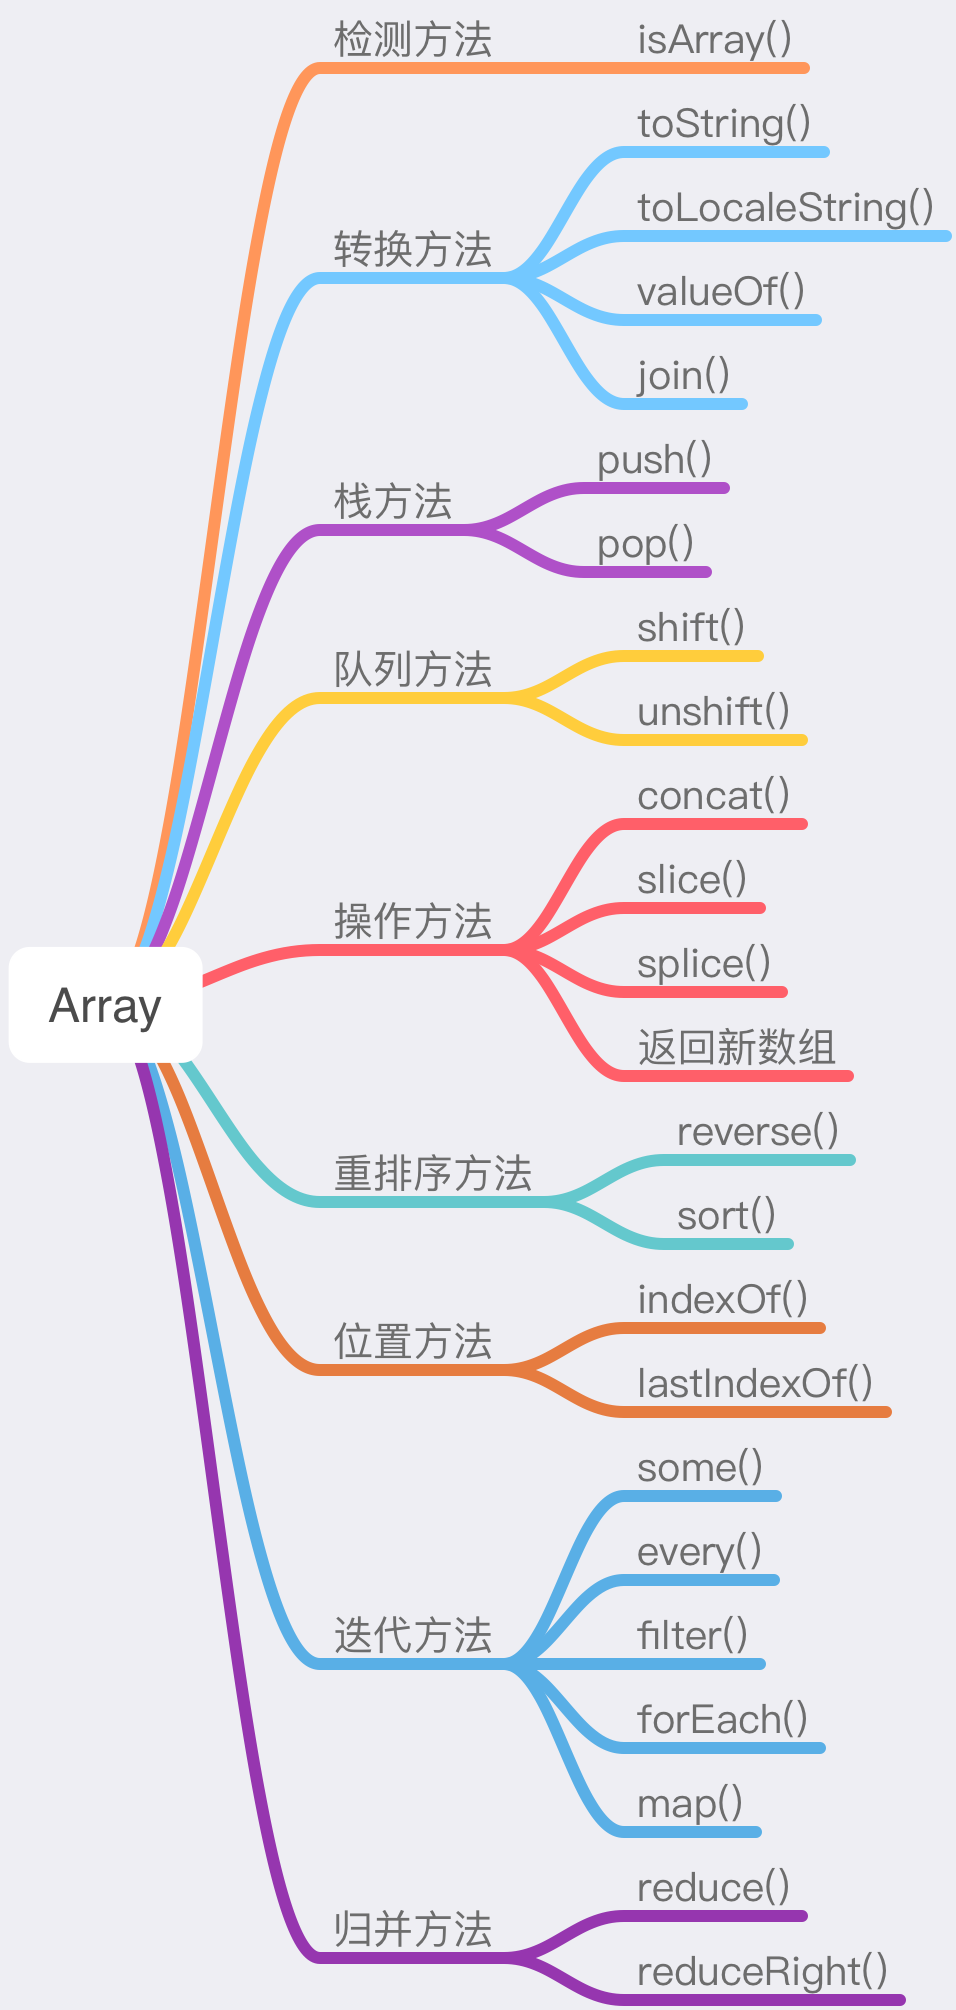 Array
检测方法
isArray()
转换方法
toString()
toLocaleString()
valueOf()
join()
栈方法
push()
pop()
队列方法
shift()
unshift()
操作方法
concat()
slice()
splice()
返回新数组
重排序方法
reverse()
sort()
位置方法
indexOf()
lastIndexOf()
迭代方法
some()
every()
filter()
forEach()
map()
归并方法
reduce()
reduceRight()